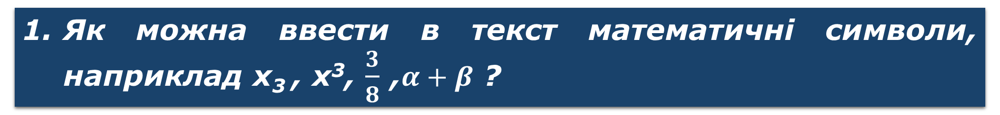 1. Як можна ввести в текст математичні символи,
наприклад x₃, x³, 3/8, α + β ?